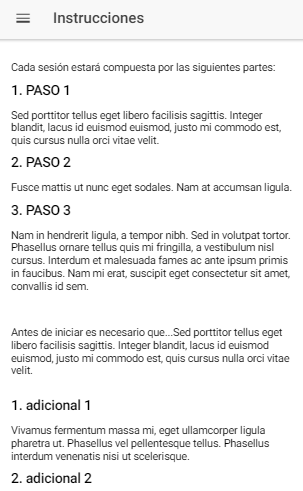 Instrucciones
Cada sesión estará compuesta por las siguientes partes:
1. PASO 1
Sed porttitor tellus eget libero facilisis sagittis. Integer
blandit, lacus id euismod euismod, justo mi commodo est,
quis cursus nulla orci vitae velit.
2. PASO 2
Fusce mattis ut nunc eget sodales. Nam at accumsan ligula.
3. PASO 3
Nam in hendrerit ligula, a tempor nibh. Sed in volutpat tortor.
Phasellus ornare tellus quis mi fringilla, a vestibulum nisl
cursus. Interdum et malesuada fames ac ante ipsum primis
in faucibus. Nam mi erat, suscipit eget consectetur sit amet,
convallis id sem.
Antes de iniciar es necesario que...Sed porttitor tellus eget
libero facilisis sagittis. Integer blandit, lacus id euismod
euismod, justo mi commodo est, quis cursus nulla orci vitae
velit.
1. adicional 1
Vivamus fermentum massa mi, eget ullamcorper ligula
pharetra ut. Phasellus vel pellentesque tellus. Phasellus
interdum venenatis nisi ut scelerisque.
2. adicional 2